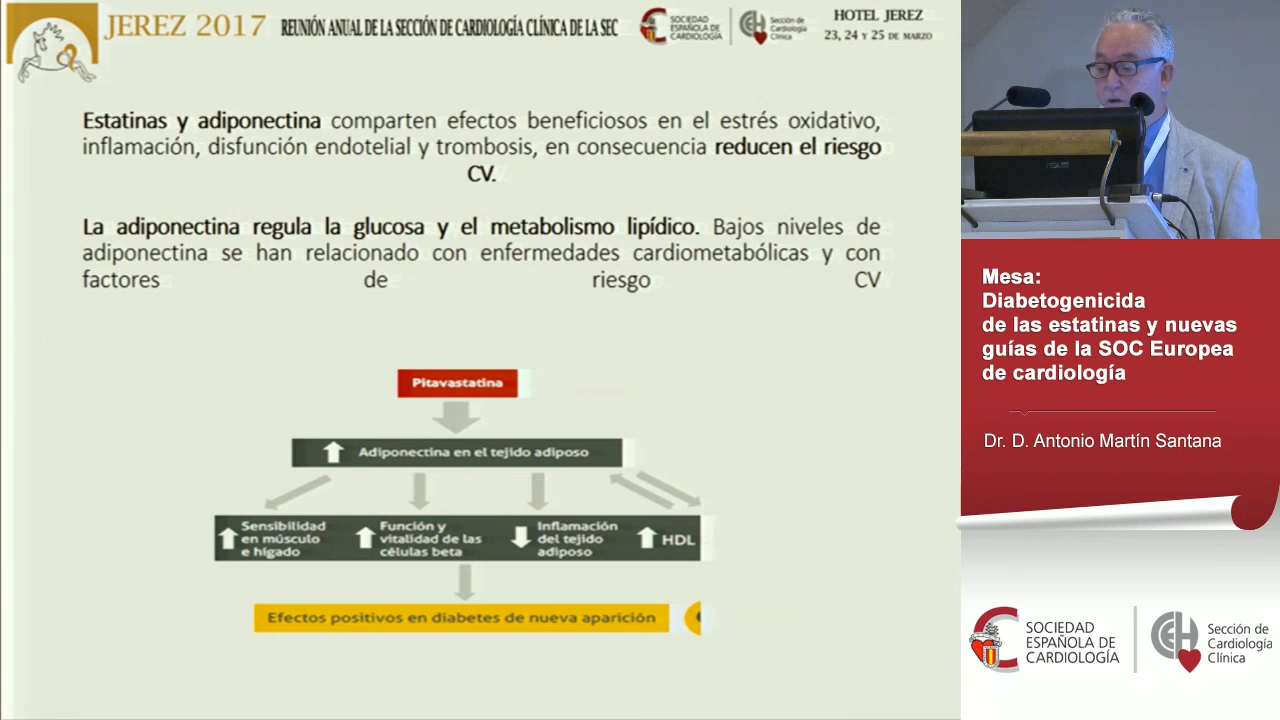 JEREZ 2017
REUNIÓN ANUAL DE LA SECCIÓN DE CARDIOLOGÍA CLÍNICA DE LA SEC
SOCIEDAD
ESPAÑOLA DE
CARDIOLOGÍA
Sección de
Cardiología
Clínica
HOTEL JEREZ
23, 24 Y 25 DE MARZO
Estatinas y adiponectina comparten efectos beneficiosos en el estrés oxidativo,
inflamación, disfunción endotelial y trombosis, en consecuencia reducen el riesgo
CV.
La adiponectina regula la glucosa y el metabolismo lipídico. Bajos niveles de
adiponectina se han relacionado con enfermedades cardiometabólicas y con
factores de riesgo CV
Pitavastatina
Adiponectina en el tejido adiposo
Sensibilidad
en músculo
e hígado
Función y
vitalidad de las
células beta
Inflamación
del tejido
adiposo
HDL
Efectos positivos en diabetes de nueva aparición
ASUS
Mesa:
Diabetogenicida
de las estatinas y nuevas
guías de la SOC Europea
de cardiología
Dr. D. Antonio Martín Santana
SOCIEDAD
ESPAÑOLA DE
CARDIOLOGÍA
Sección de
Cardiología
Clínica